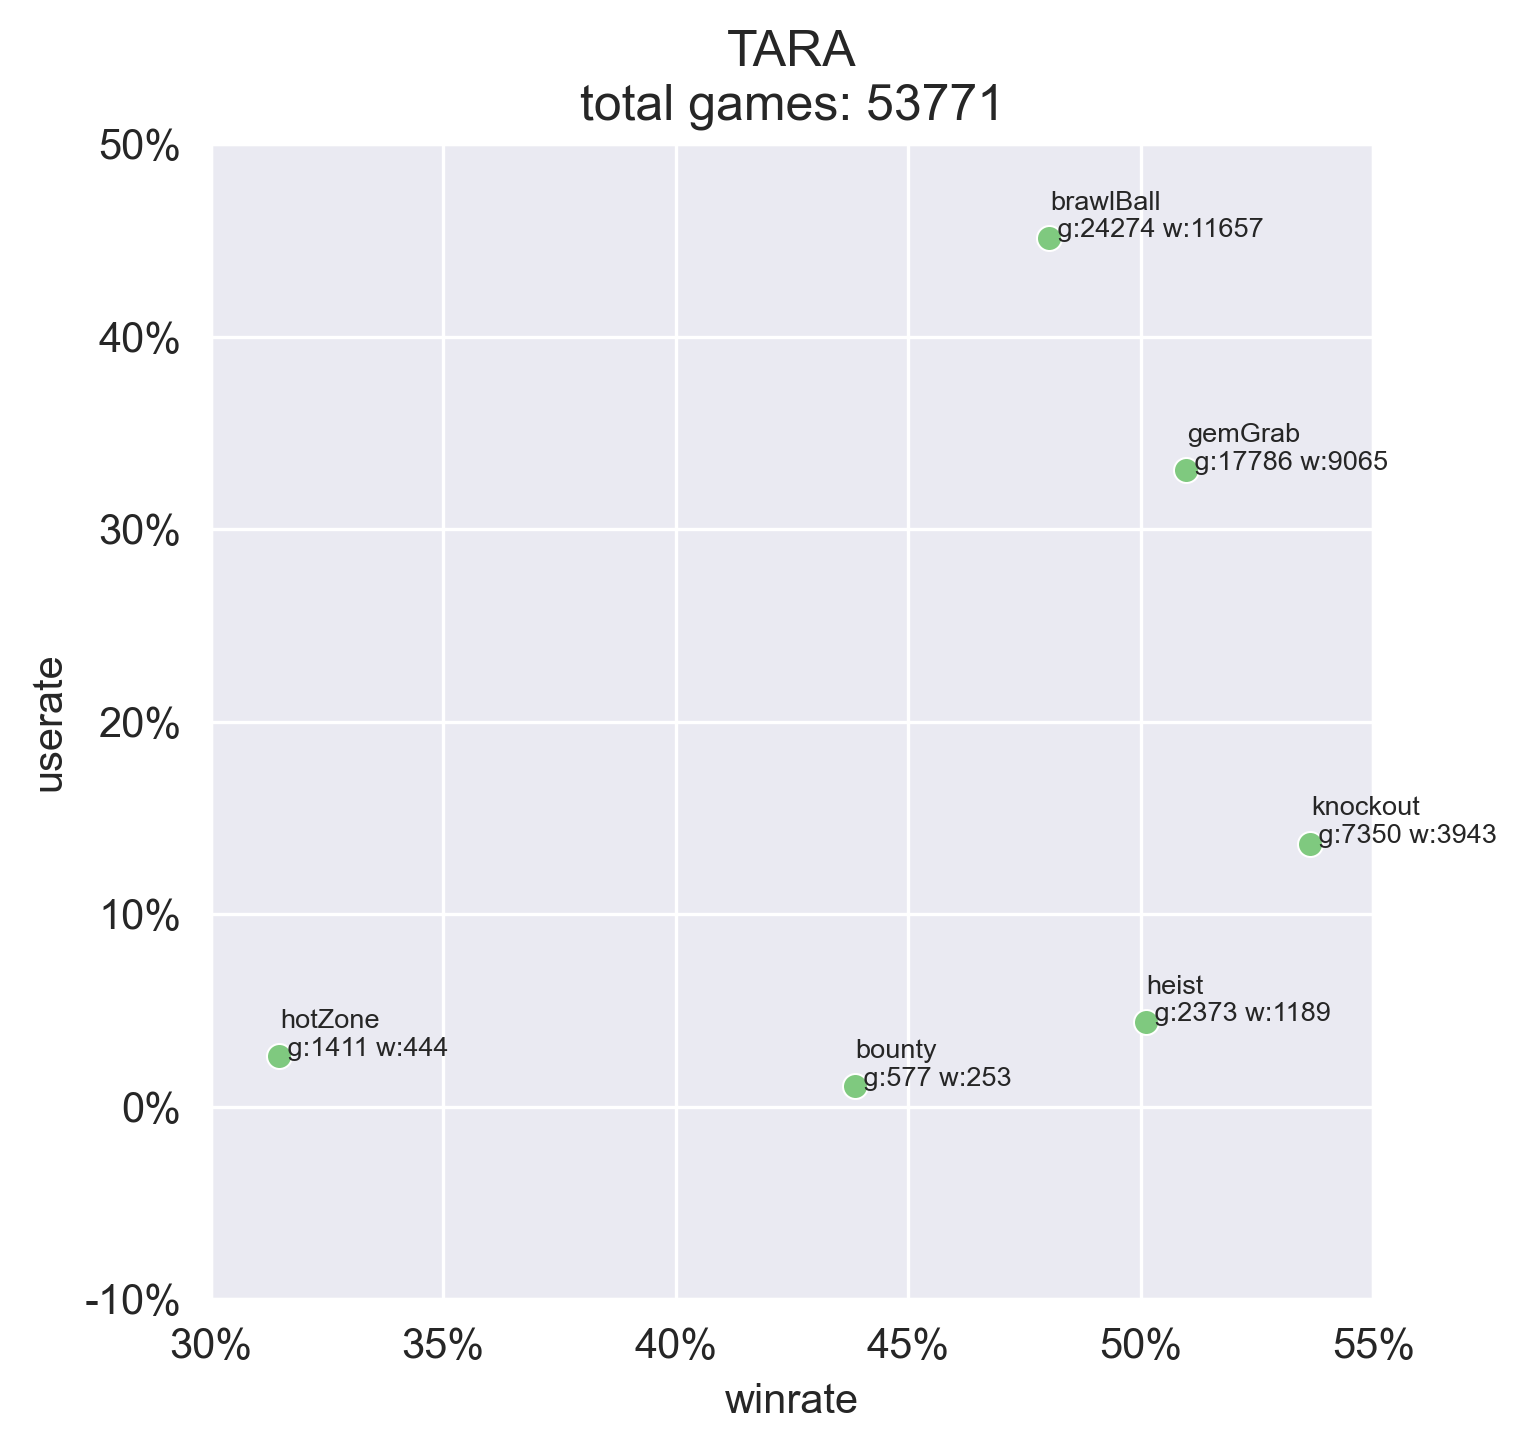 TARA
total games: 53771
50%
40%
30%
20%
10%
0%
-10%
userate
brawlBall
g:24274 w:11657
gemGrab
g:17786 w:9065
knockout
g:7350 w:3943
heist
g:2373 w:1189
hotZone
g:1411 w:444
bounty
g:577 w:253
30%
35%
40%
45%
50%
55%
winrate